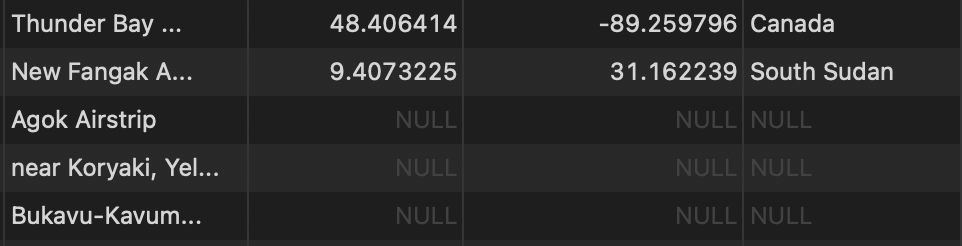 Thunder Bay ... 48.406414 -89.259796 Canada
New Fangak A... 9.4073225 31.162239 South Sudan
Agok Airstrip NULL NULL NULL
near Koryaki, Yel... NULL NULL NULL
Bukavu-Kavum... NULL NULL NULL